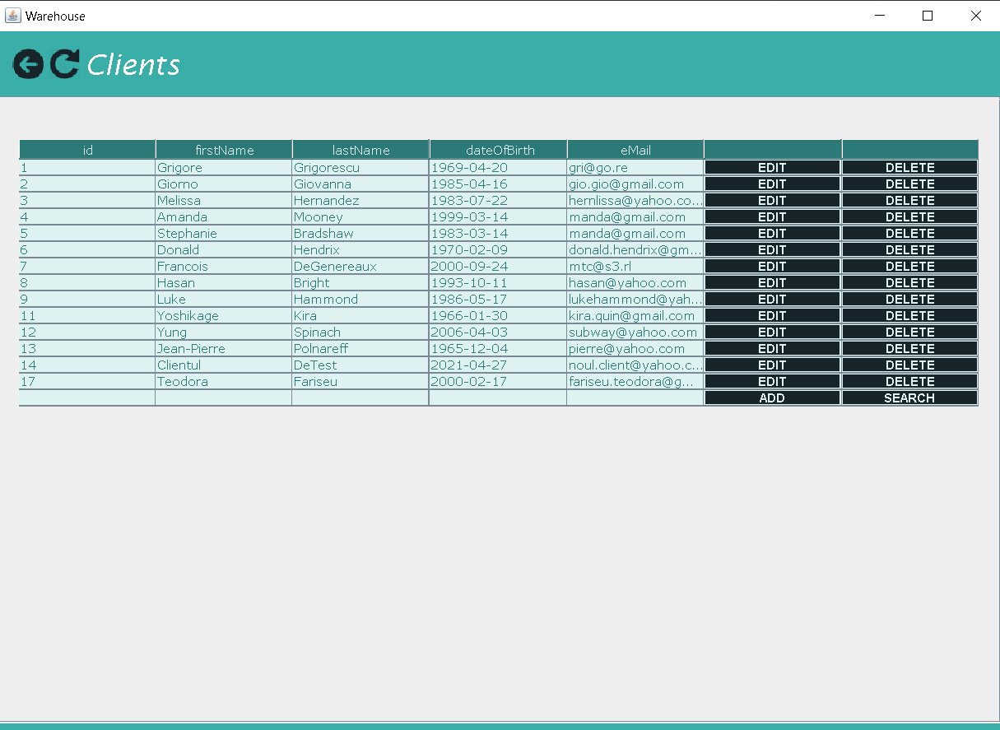 Warehouse
Clients
id firstName lastName dateOfBirth eMail
1 Grigore Grigorescu 1969-04-20 gri@go.re EDIT DELETE
2 Giorno Giovanna 1985-04-16 gio.gio@gmail.com EDIT DELETE
3 Melissa Hernandez 1983-07-22 hernlissa@yahoo.co... EDIT DELETE
4 Amanda Mooney 1999-03-14 manda@gmail.com EDIT DELETE
5 Stephanie Bradshaw 1983-03-14 manda@gmail.com EDIT DELETE
6 Donald Hendrix 1970-02-09 donald.hendrix@gm... EDIT DELETE
7 Francois DeGenereaux 2000-09-24 mtc@s3.rl EDIT DELETE
8 Hasan Bright 1993-10-11 hasan@yahoo.com EDIT DELETE
9 Luke Hammond 1986-05-17 lukehammond@yah... EDIT DELETE
11 Yoshikage Kira 1966-01-30 kira.quin@gmail.com EDIT DELETE
12 Yung Spinach 2006-04-03 subway@yahoo.com EDIT DELETE
13 Jean-Pierre Polnareff 1965-12-04 pierre@yahoo.com EDIT DELETE
14 Clientul DeTest 2021-04-27 noul.client@yahoo.c... EDIT DELETE
17 Teodora Fariseu 2000-02-17 fariseu.teodora@g... EDIT DELETE
ADD SEARCH